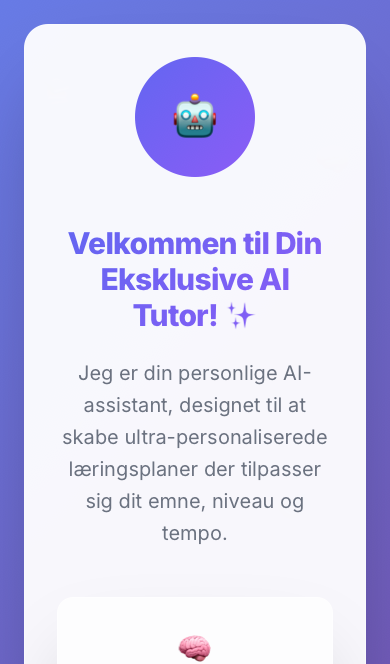 Velkommen til Din
Eksklusive AI
Tutor! ✨
Jeg er din personlige AI-
assistent, designet til at
skabe ultra-personaliserede
læringsplaner der tilpasser
sig dit emne, niveau og
tempo.